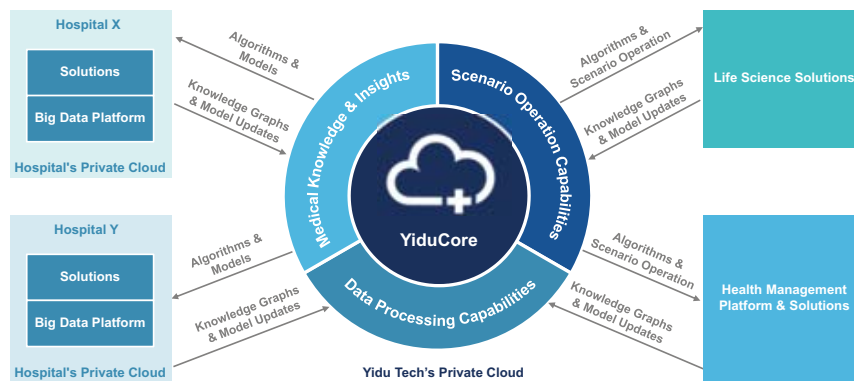 Hospital X
Solutions
Big Data Platform
Hospital's Private Cloud
Algorithms &
Models
Knowledge Graphs
& Model Updates
Hospital Y
Solutions
Big Data Platform
Hospital's Private Cloud
Algorithms &
Models
Knowledge Graphs
& Model Updates
Medical Knowledge & Insights
Scenario Operation Capabilities
Data Processing Capabilities
YiduCore
Yidu Tech's Private Cloud
Algorithms &
Scenario Operation
Knowledge Graphs
& Model Updates
Life Science Solutions
Algorithms &
Scenario Operation
Knowledge Graphs
& Model Updates
Health Management
Platform & Solutions